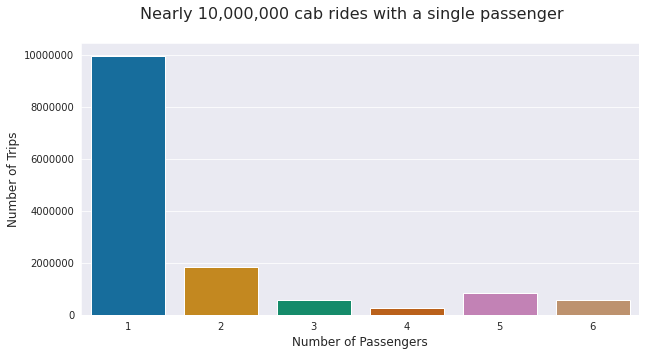 Nearly 10,000,000 cab rides with a single passenger
10000000
8000000
6000000
4000000
2000000
0
Number of Trips
1 2 3 4 5 6
Number of Passengers